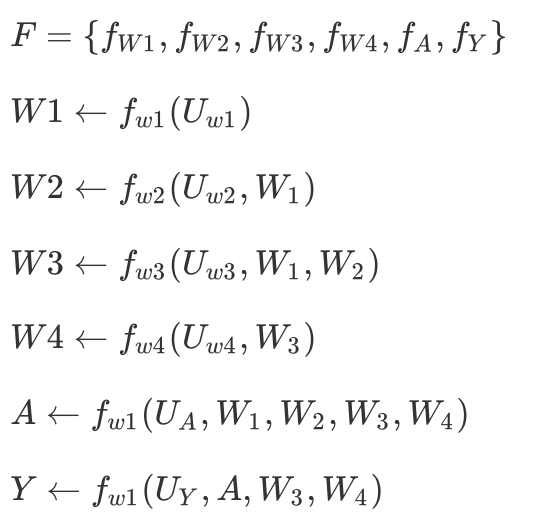 F = {f_{W1}, f_{W2}, f_{W3}, f_{W4}, f_A, f_Y}
W1 ← f_{w1}(U_{w1})
W2 ← f_{w2}(U_{w2}, W_1)
W3 ← f_{w3}(U_{w3}, W_1, W_2)
W4 ← f_{w4}(U_{w4}, W_3)
A ← f_{w1}(U_A, W_1, W_2, W_3, W_4)
Y ← f_{w1}(U_Y, A, W_3, W_4)